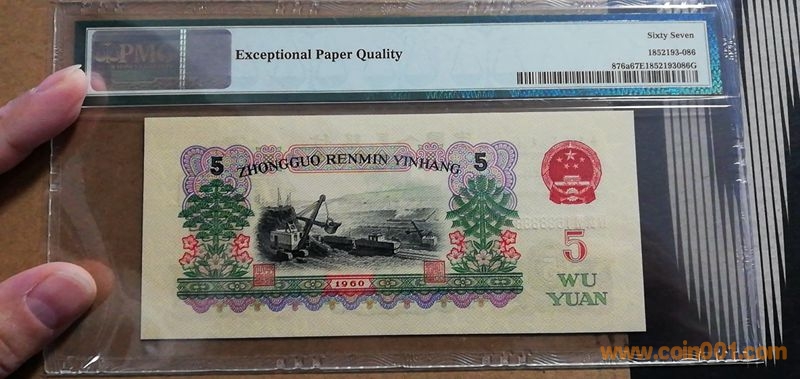 PMG
Exceptional Paper Quality
Sixty Seven
1852193-086
876a67E1852193086G
5 ZHONGGUO RENMIN YINHANG 5
1960
5
WU
YUAN
www.coin001.com